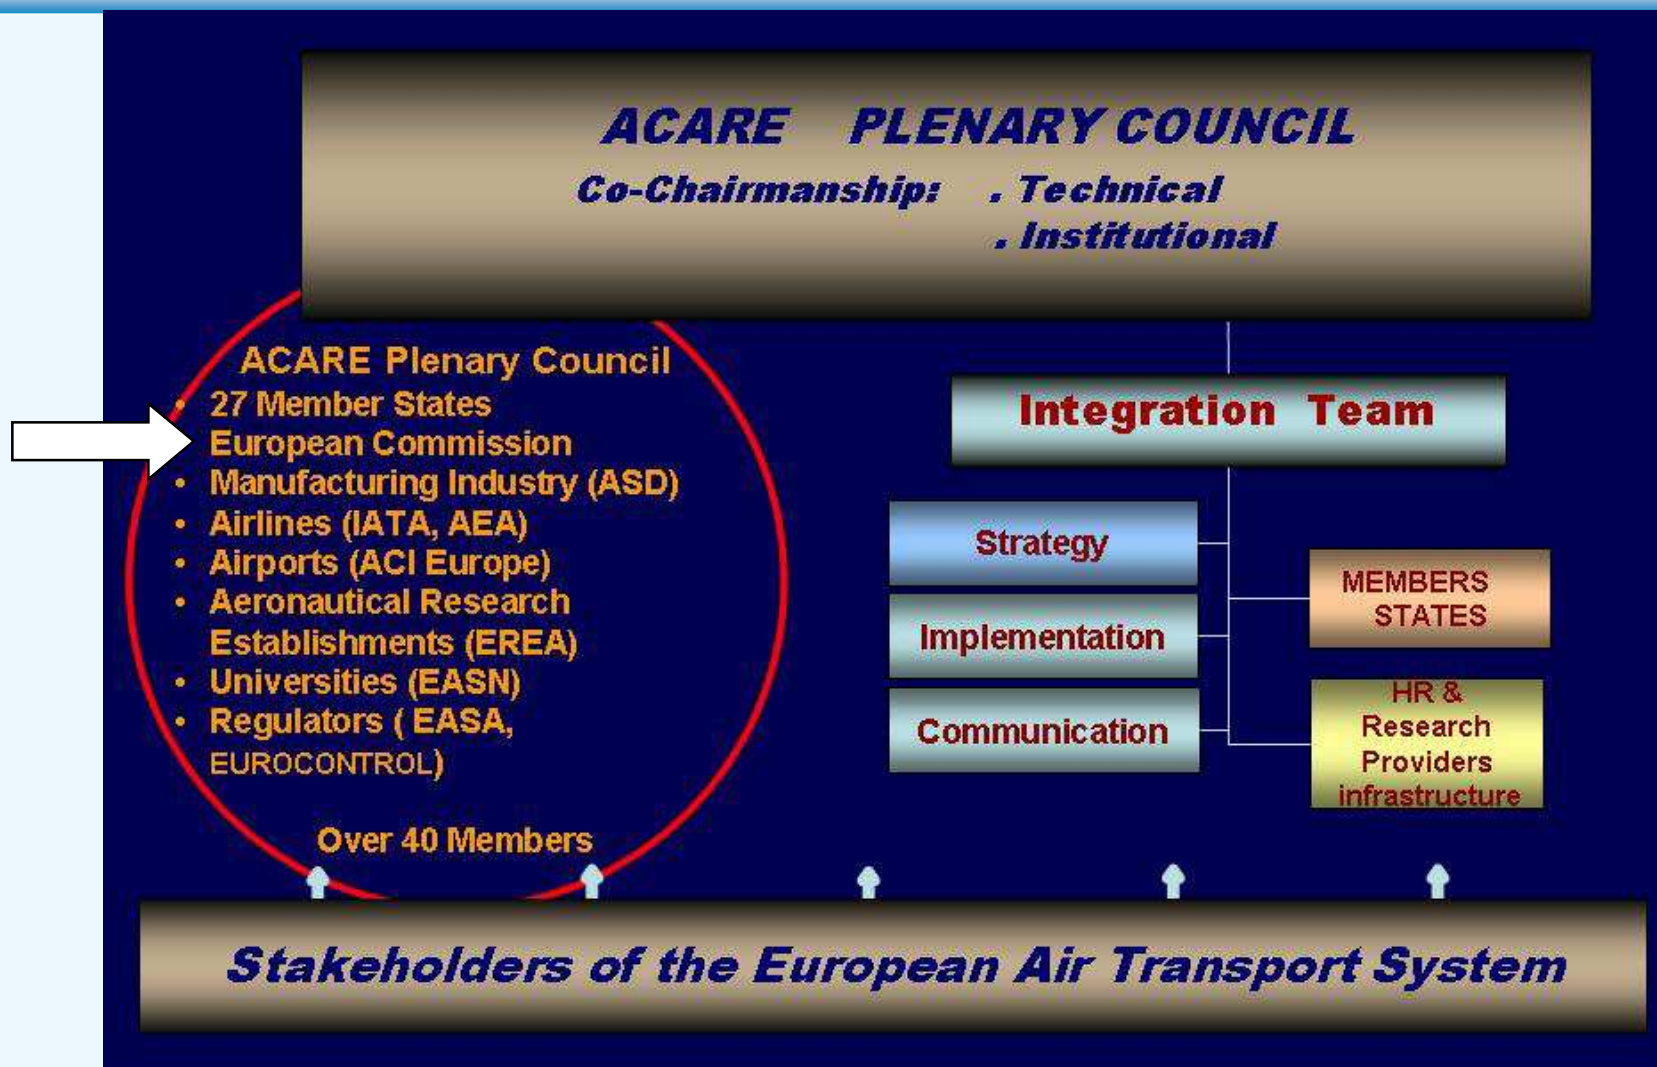 ACARE PLENARY COUNCIL
Co-Chairmanship: . Technical
. Institutional
ACARE Plenary Council
• 27 Member States
European Commission
• Manufacturing Industry (ASD)
• Airlines (IATA, AEA)
• Airports (ACI Europe)
• Aeronautical Research
Establishments (EREA)
• Universities (EASN)
• Regulators ( EASA,
EUROCONTROL)
Over 40 Members
Integration Team
Strategy
Implementation
Communication
MEMBERS
STATES
HR &
Research
Providers
infrastructure
Stakeholders of the European Air Transport System